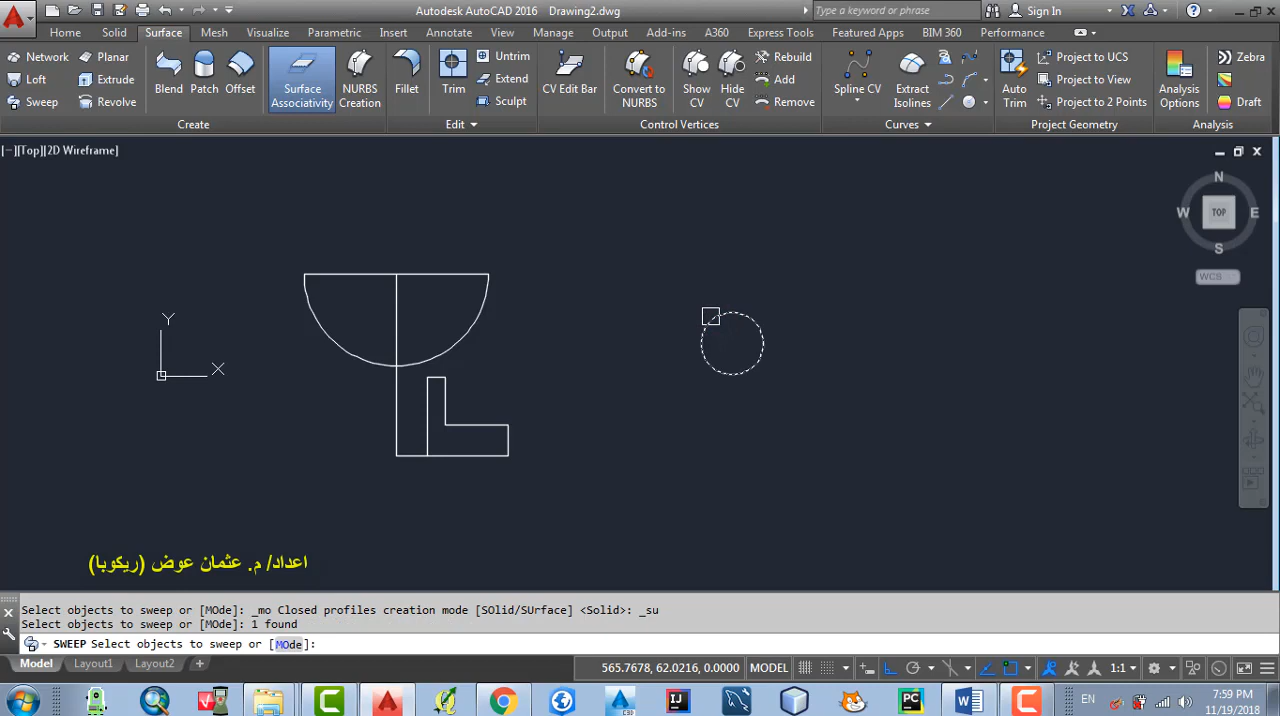 Autodesk AutoCAD 2016 Drawing2.dwg
Type a keyword or phrase
Sign In
Home Solid Surface Mesh Visualize Parametric Insert Annotate View Manage Output Add-ins A360 Express Tools Featured Apps BIM 360 Performance
Network Planar
Loft Extrude
Sweep Revolve
Blend Patch Offset
Surface
Associativity
NURBS
Creation
Fillet
Trim
Untrim
Extend
Sculpt
CV Edit Bar
Convert to
NURBS
Show
CV
Hide
CV
Rebuild
Add
Remove
Spline CV
Extract
Isolines
Auto
Trim
Project to UCS
Project to View
Project to 2 Points
Analysis
Options
Zebra
Draft
Create Edit Control Vertices Curves Project Geometry Analysis
[−][Top][2D Wireframe]
N
W TOP E
S
WCS
Y
X
اعداد/ م. عثمان عوض (ريكوبا)
Select objects to sweep or [MOde]: _mo Closed profiles creation mode [SOlid/SUrface] <Solid>: _su
Select objects to sweep or [MOde]: 1 found
SWEEP Select objects to sweep or [MOde]:
Model Layout1 Layout2 +
565.7678, 62.0216, 0.0000 MODEL 1:1
EN
7:59 PM
11/19/2018